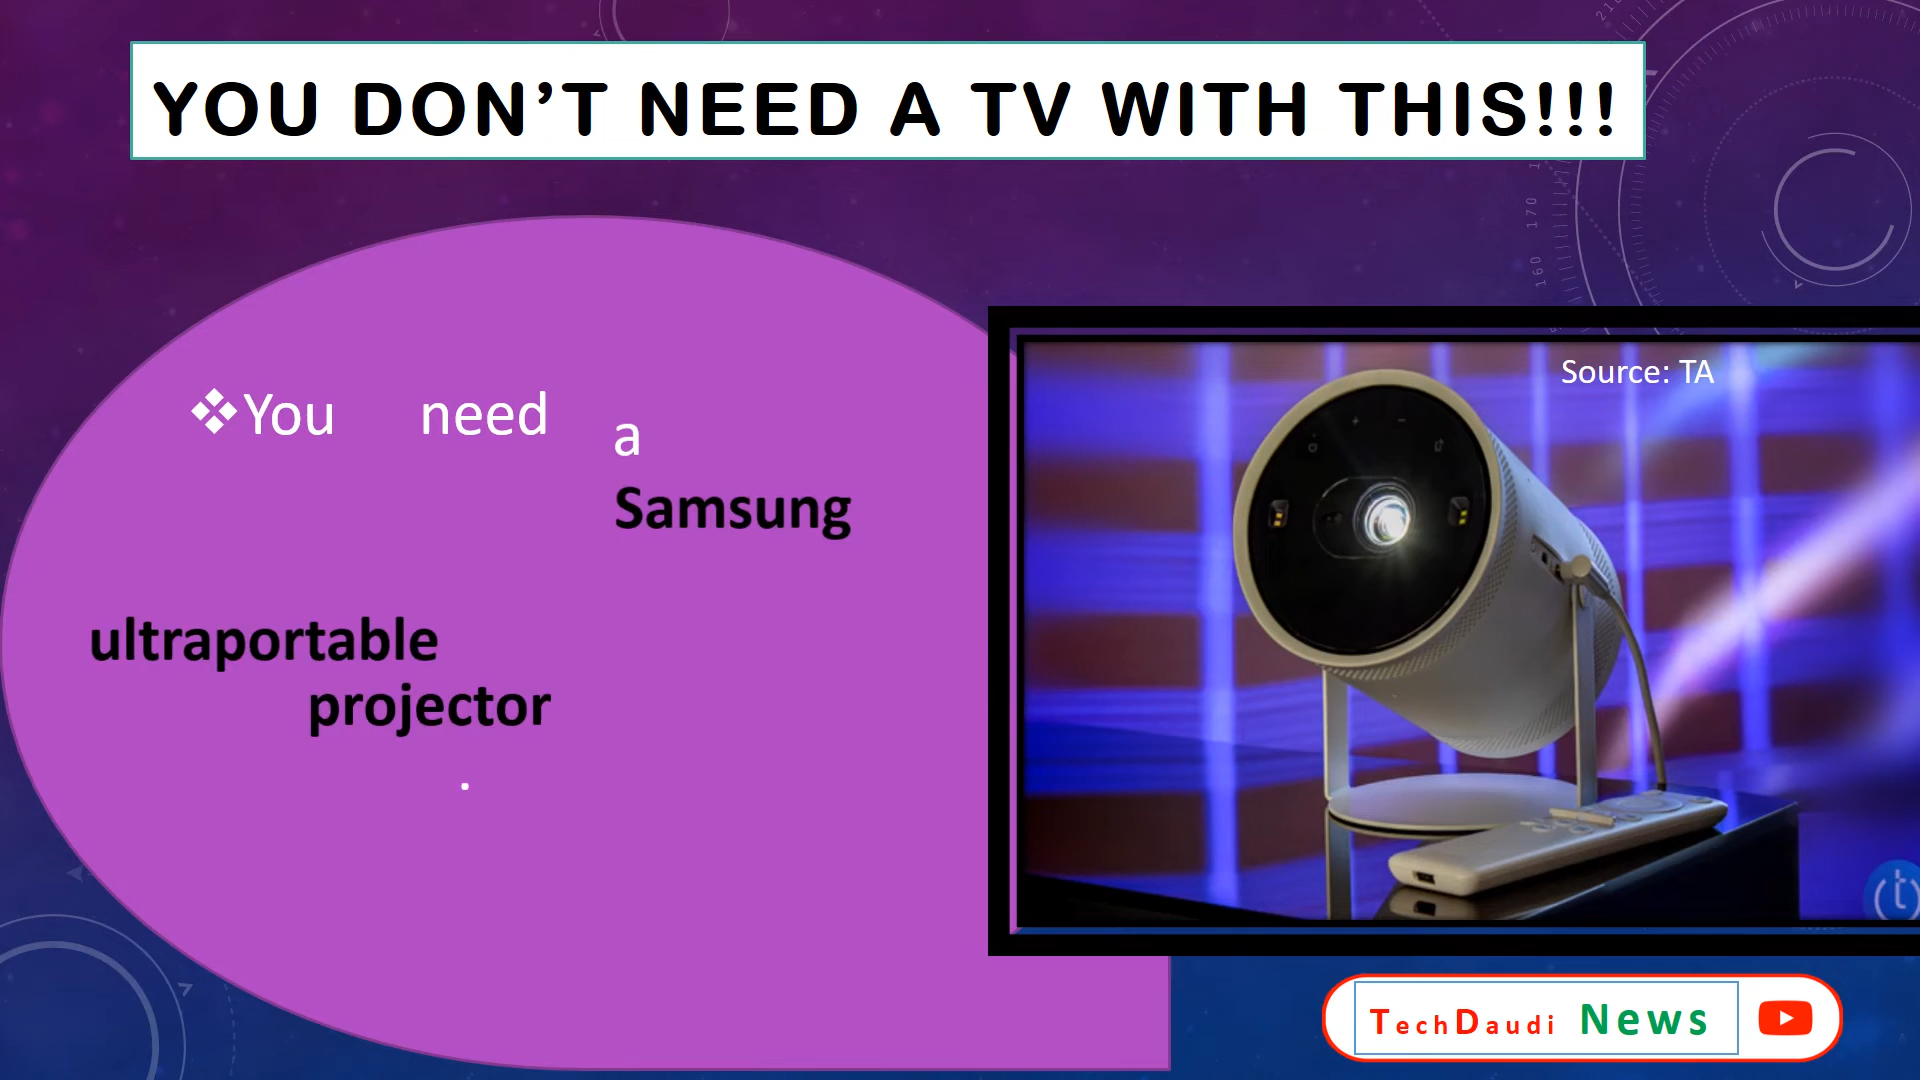 YOU DON’T NEED A TV WITH THIS!!!
Source: TA
❖You need a
Samsung
ultraportable
projector
.
TechDaudi News